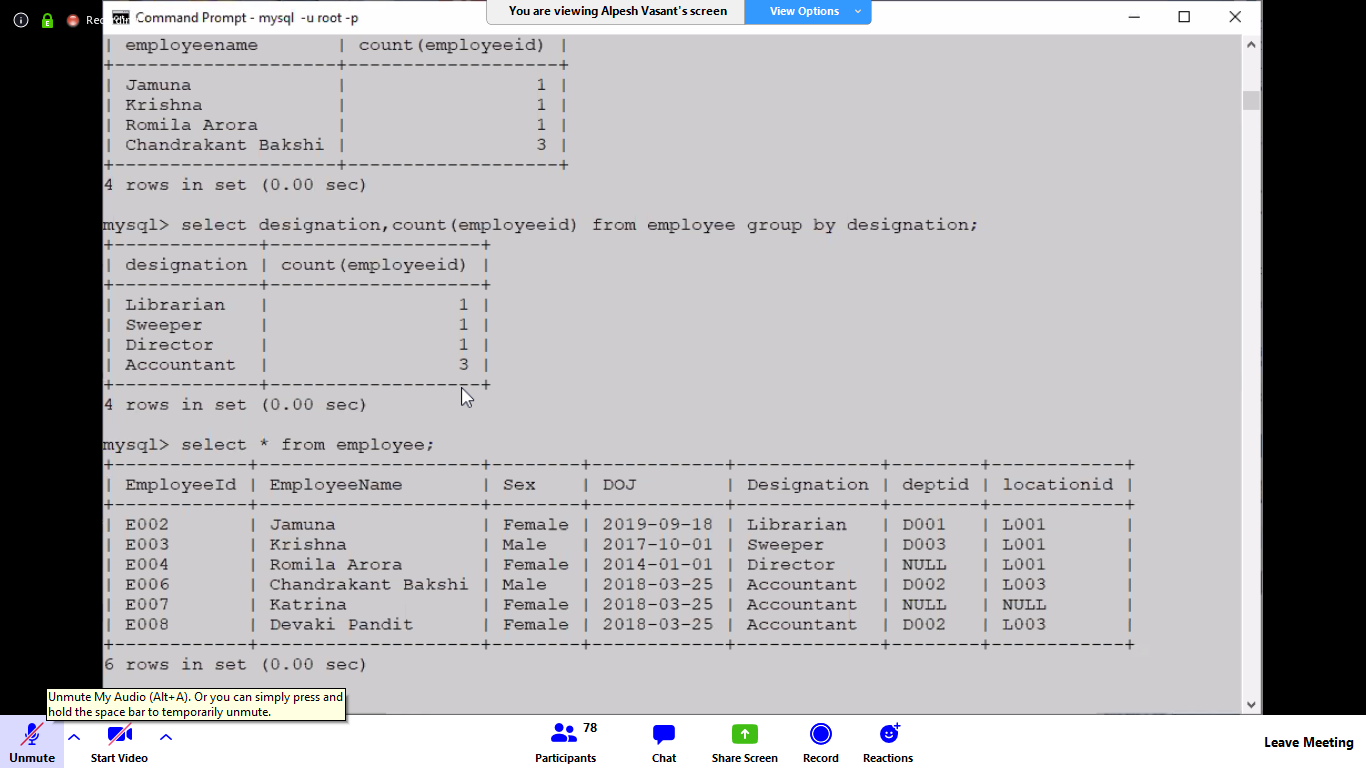 Recording
Command Prompt - mysql -u root -p
You are viewing Alpesh Vasant's screen
View Options
| employeename | count(employeeid) |
+---------------------+-------------------+
| Jamuna | 1 |
| Krishna | 1 |
| Romila Arora | 1 |
| Chandrakant Bakshi | 3 |
+---------------------+-------------------+
4 rows in set (0.00 sec)
mysql> select designation,count(employeeid) from employee group by designation;
+-------------+-------------------+
| designation | count(employeeid) |
+-------------+-------------------+
| Librarian | 1 |
| Sweeper | 1 |
| Director | 1 |
| Accountant | 3 |
+-------------+-------------------+
4 rows in set (0.00 sec)
mysql> select * from employee;
+------------+--------------------+--------+------------+-------------+--------+------------+
| EmployeeId | EmployeeName | Sex | DOJ | Designation | deptid | locationid |
+------------+--------------------+--------+------------+-------------+--------+------------+
| E002 | Jamuna | Female | 2019-09-18 | Librarian | D001 | L001 |
| E003 | Krishna | Male | 2017-10-01 | Sweeper | D003 | L001 |
| E004 | Romila Arora | Female | 2014-01-01 | Director | NULL | L001 |
| E006 | Chandrakant Bakshi | Male | 2018-03-25 | Accountant | D002 | L003 |
| E007 | Katrina | Female | 2018-03-25 | Accountant | NULL | NULL |
| E008 | Devaki Pandit | Female | 2018-03-25 | Accountant | D002 | L003 |
+------------+--------------------+--------+------------+-------------+--------+------------+
6 rows in set (0.00 sec)
Unmute My Audio (Alt+A). Or you can simply press and
hold the space bar to temporarily unmute.
78
Unmute
Start Video
Participants
Chat
Share Screen
Record
Reactions
Leave Meeting